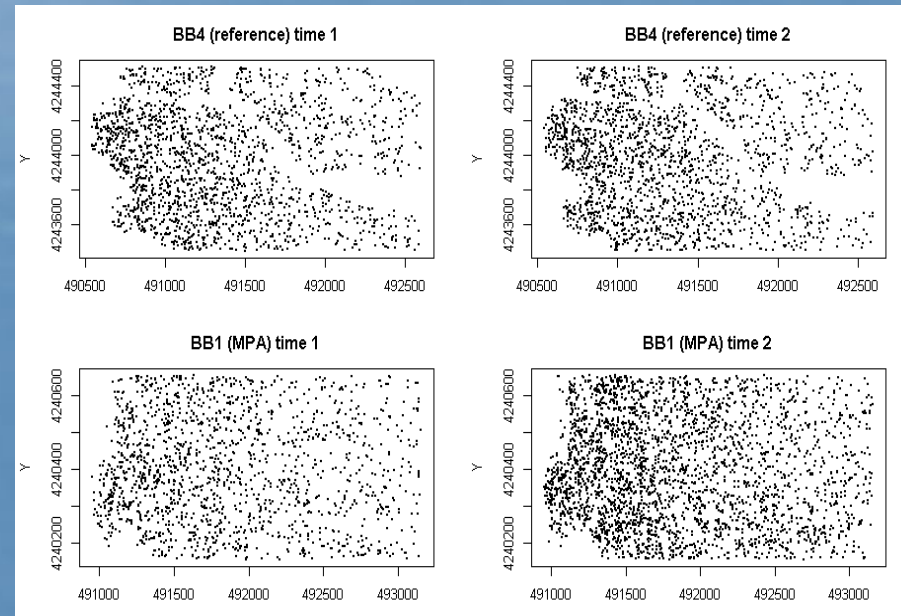 BB4 (reference) time 1
Y
4243600 4244000 4244400
490500 491000 491500 492000 492500
BB4 (reference) time 2
Y
4243600 4244000 4244400
490500 491000 491500 492000 492500
BB1 (MPA) time 1
Y
4240200 4240400 4240600
491000 491500 492000 492500 493000
BB1 (MPA) time 2
Y
4240200 4240400 4240600
491000 491500 492000 492500 493000